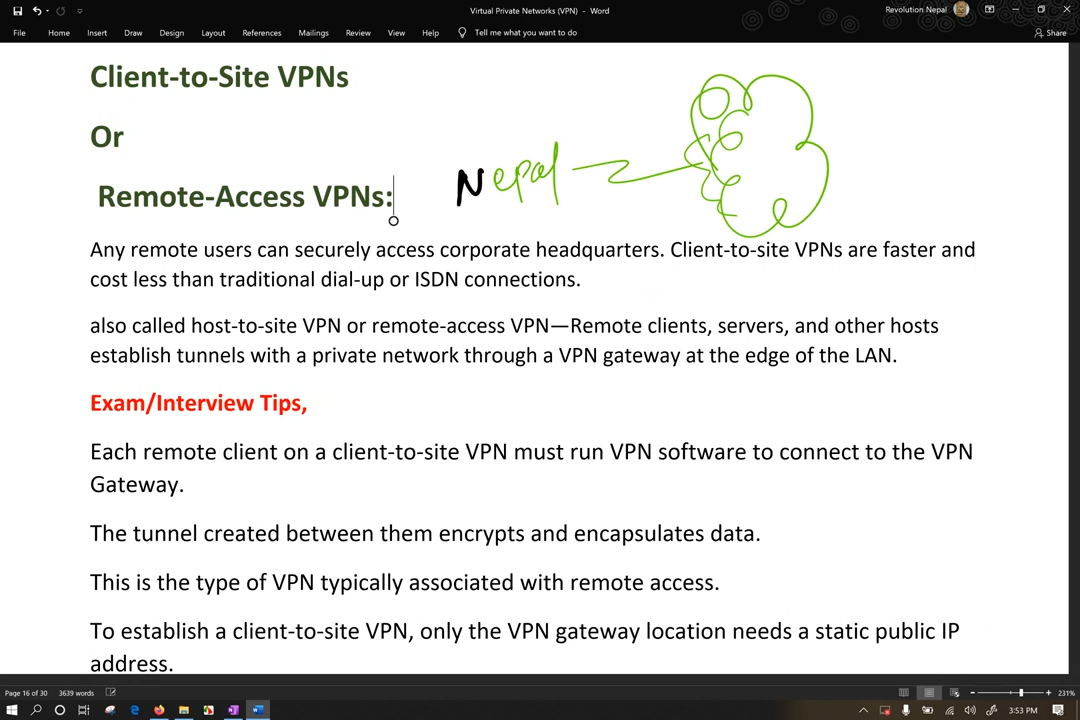 Virtual Private Networks (VPN) - Word
Revolution Nepal
File Home Insert Draw Design Layout References Mailings Review View Help Tell me what you want to do
Share
Client-to-Site VPNs
Or
Nepal
Remote-Access VPNs:
Any remote users can securely access corporate headquarters. Client-to-site VPNs are faster and
cost less than traditional dial-up or ISDN connections.
also called host-to-site VPN or remote-access VPN—Remote clients, servers, and other hosts
establish tunnels with a private network through a VPN gateway at the edge of the LAN.
Exam/Interview Tips,
Each remote client on a client-to-site VPN must run VPN software to connect to the VPN
Gateway.
The tunnel created between them encrypts and encapsulates data.
This is the type of VPN typically associated with remote access.
To establish a client-to-site VPN, only the VPN gateway location needs a static public IP
address.
Page 16 of 30 3639 words
231%
3:53 PM